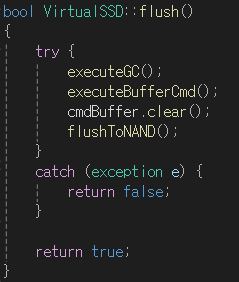 bool VirtualSSD::flush()
{
    try {
        executeGC();
        executeBufferCmd();
        cmdBuffer.clear();
        flushToNAND();
    }
    catch (exception e) {
        return false;
    }

    return true;
}